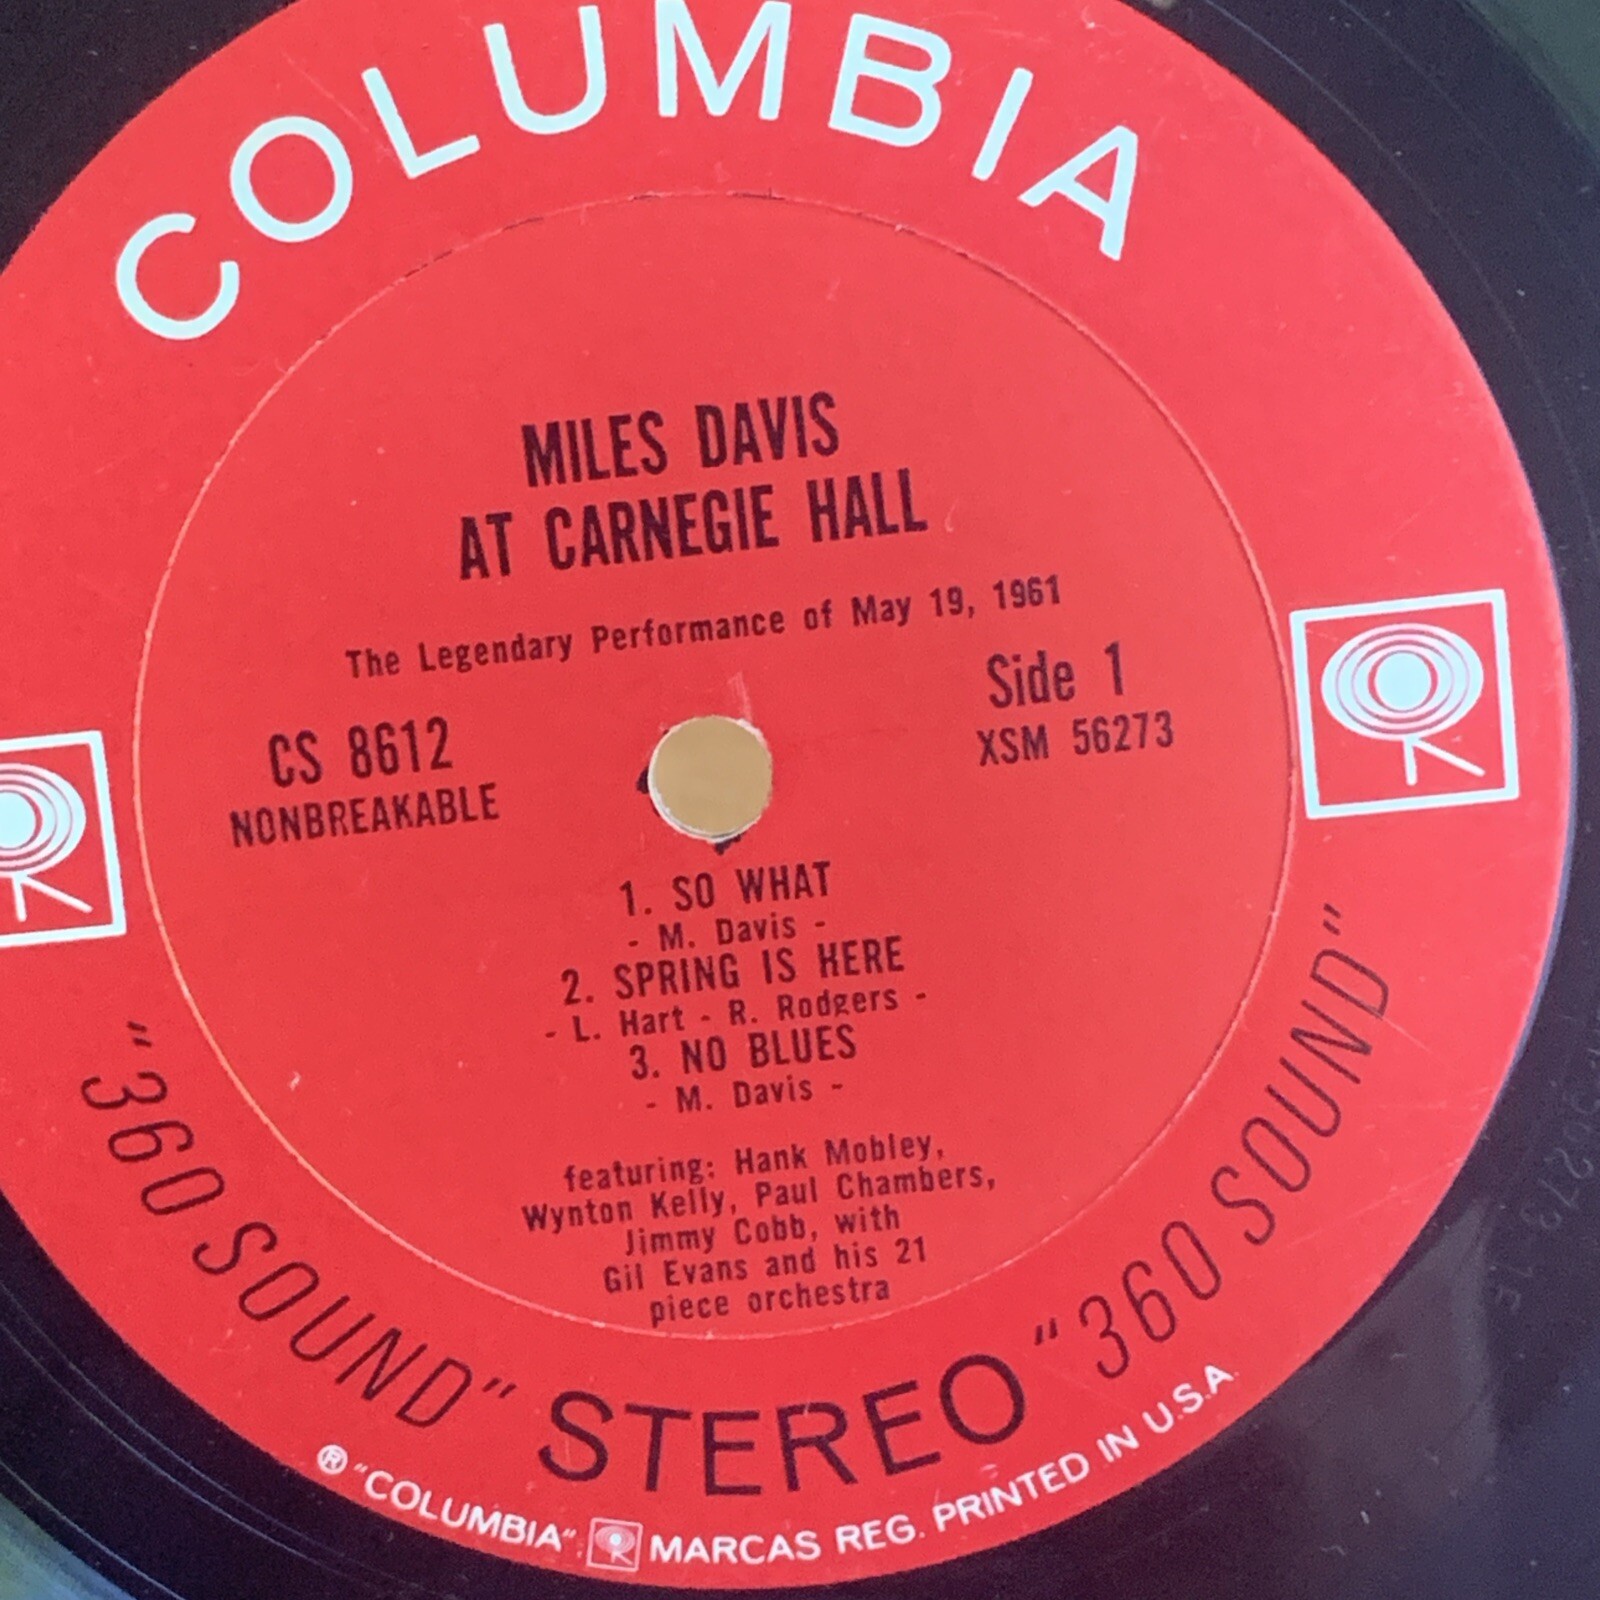 COLUMBIA
MILES DAVIS
AT CARNEGIE HALL
The Legendary Performance of May 19, 1961
CS 8612
NONBREAKABLE
Side 1
XSM 56273
1. SO WHAT
- M. Davis -
2. SPRING IS HERE
- L. Hart - R. Rodgers -
3. NO BLUES
- M. Davis -
featuring: Hank Mobley,
Wynton Kelly, Paul Chambers,
Jimmy Cobb, with
Gil Evans and his 21
piece orchestra
"360 SOUND" STEREO "360 SOUND"
® "COLUMBIA", MARCAS REG. PRINTED IN U.S.A.